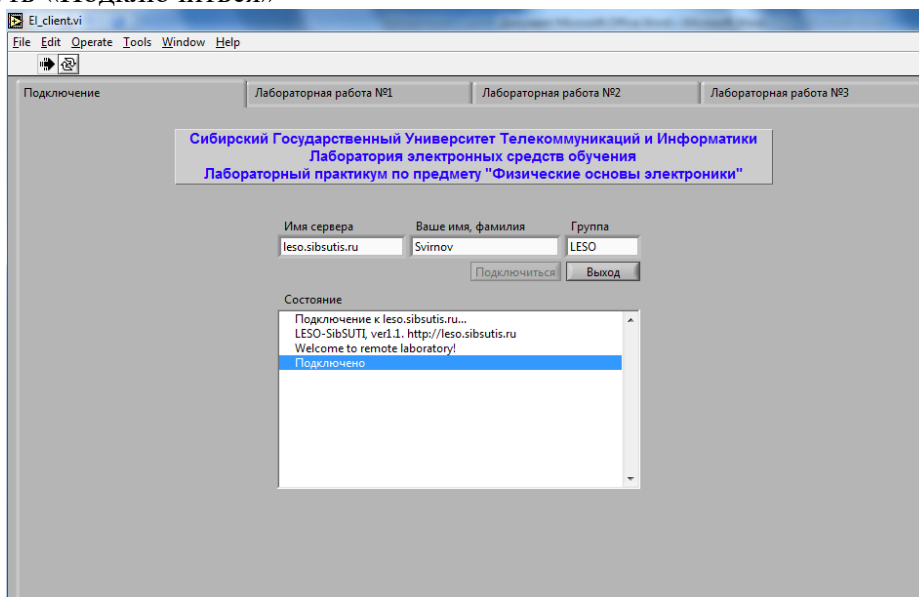 «Подключиться»
El_client.vi
File Edit Operate Tools Window Help
Подключение Лабораторная работа №1 Лабораторная работа №2 Лабораторная работа №3
Сибирский Государственный Университет Телекоммуникаций и Информатики
Лаборатория электронных средств обучения
Лабораторный практикум по предмету "Физические основы электроники"
Имя сервера Ваше имя, фамилия Группа
leso.sibsutis.ru Svirnov LESO
Подключиться Выход
Состояние
Подключение к leso.sibsutis.ru...
LESO-SibSUTI, ver1.1. http://leso.sibsutis.ru
Welcome to remote laboratory!
Подключено